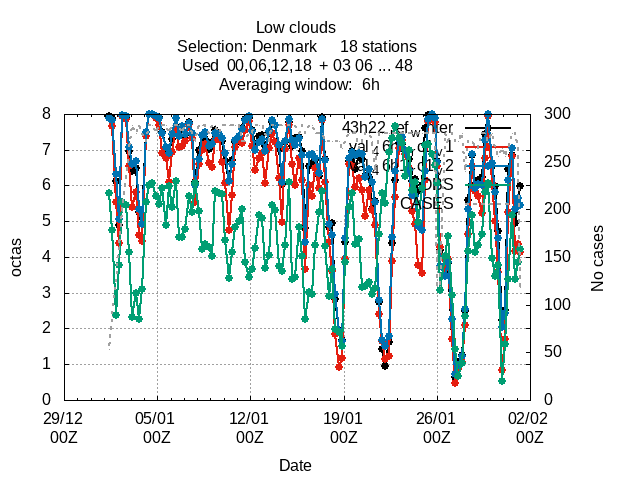 Low clouds
Selection: Denmark 18 stations
Used 00,06,12,18 + 03 06 ... 48
Averaging window: 6h
8
7
6
5
4
3
2
1
0
300
250
200
150
100
50
0
octas
No cases
OBS
CASES
29/12 05/01 12/01 19/01 26/01 02/02
00Z 00Z 00Z 00Z 00Z 00Z
Date